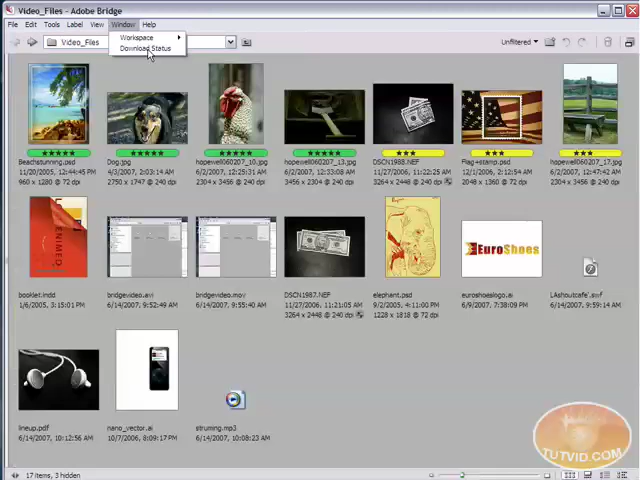 Video_Files - Adobe Bridge
File Edit Tools Label View Window Help
Video_Files
Unfiltered
Workspace
Download Status
Beachstunning.psd
11/20/2005, 12:44:45 PM
960 x 1280 @ 72 dpi
Dog.jpg
4/3/2007, 2:03:14 AM
2750 x 1747 @ 240 dpi
hopewell060207_10.jpg
6/2/2007, 12:25:31 AM
2304 x 3456 @ 240 dpi
hopewell060207_13.jpg
6/2/2007, 12:33:08 AM
3456 x 2304 @ 240 dpi
DSCN1988.NEF
11/27/2006, 11:22:25 AM
3264 x 2448 @ 240 dpi
Flag+stamp.psd
12/1/2006, 2:12:54 AM
2048 x 1360 @ 72 dpi
hopewell060207_17.jpg
6/2/2007, 12:47:42 AM
2304 x 3456 @ 240 dpi
EuroShoes
booklet.indd
1/6/2005, 3:15:01 PM
bridgevideo.avi
6/14/2007, 9:52:49 AM
bridgevideo.mov
6/14/2007, 9:55:40 AM
DSCN1987.NEF
11/27/2006, 11:21:05 AM
3264 x 2448 @ 240 dpi
elephant.psd
9/2/2005, 4:11:00 PM
1228 x 1818 @ 72 dpi
euroshoeslogo.ai
6/9/2007, 7:38:09 PM
LAshoutcafe'.swf
6/14/2007, 9:59:14 AM
lineup.pdf
6/14/2007, 10:12:56 AM
nano_vector.ai
10/7/2006, 8:09:17 PM
struming.mp3
6/14/2007, 10:08:23 AM
TUTVID.COM
17 items, 3 hidden